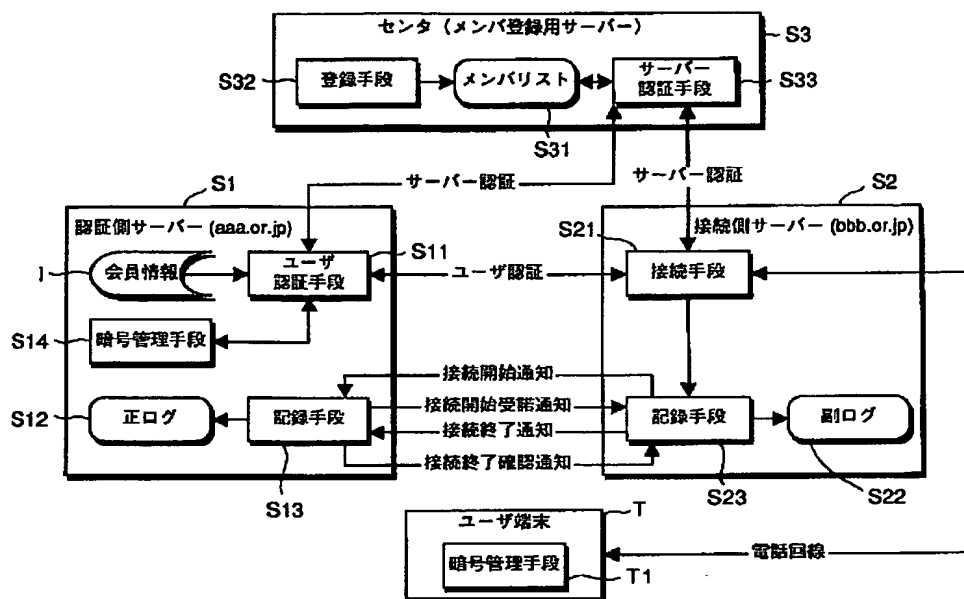 センタ（メンバ登録用サーバー）
S3
S32
登録手段
メンバリスト
サーバー
認証手段
S33
S31
サーバー認証
サーバー認証
S1
S2
認証側サーバー (aaa.or.jp)
S11
S21
接続側サーバー (bbb.or.jp)
I
会員情報
ユーザ
認証手段
ユーザ認証
接続手段
S14
暗号管理手段
接続開始通知
S12
正ログ
記録手段
接続開始受諾通知
接続終了通知
記録手段
副ログ
接続終了確認通知
S13
S23
S22
ユーザ端末
T
暗号管理手段
T1
電話回線